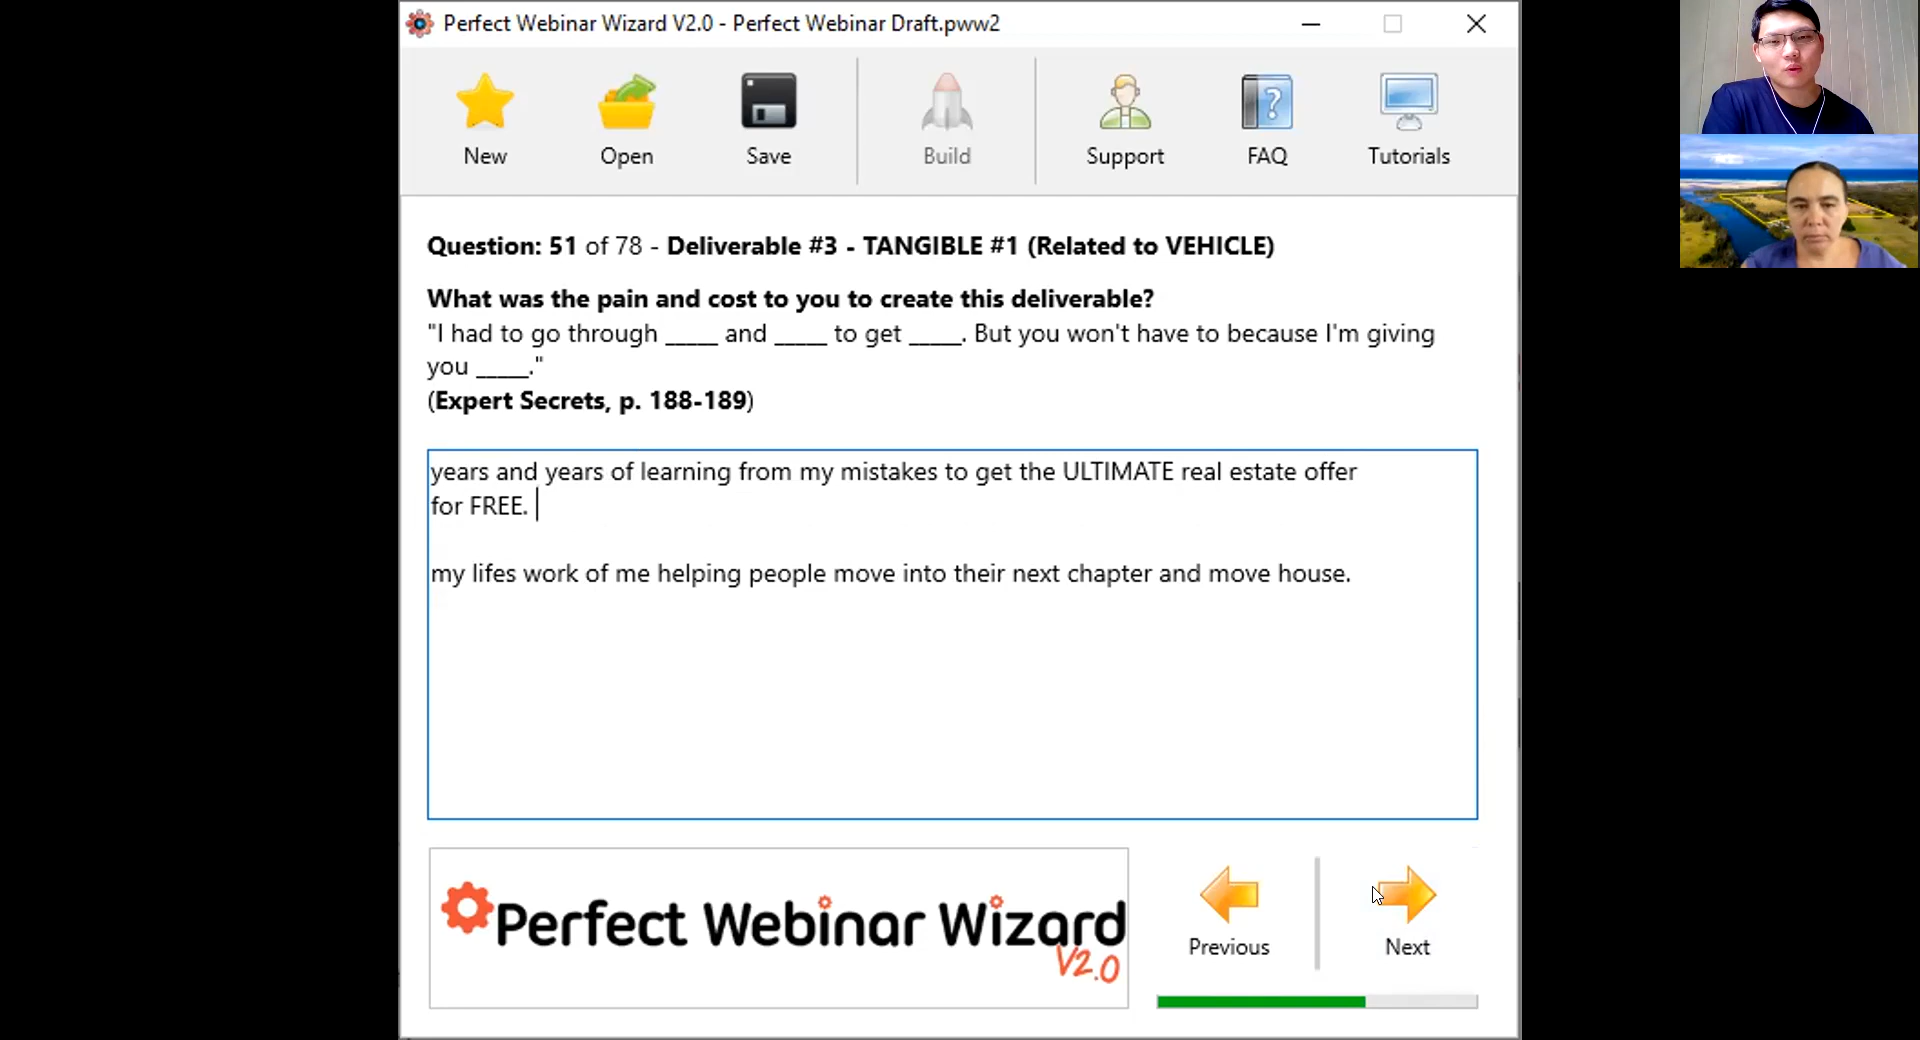 Perfect Webinar Wizard V2.0 - Perfect Webinar Draft.pww2
New
Open
Save
Build
Support
FAQ
Tutorials
Question: 51 of 78 - Deliverable #3 - TANGIBLE #1 (Related to VEHICLE)
What was the pain and cost to you to create this deliverable?
"I had to go through _____ and _____ to get _____. But you won't have to because I'm giving
you _____."
(Expert Secrets, p. 188-189)
years and years of learning from my mistakes to get the ULTIMATE real estate offer
for FREE.
my lifes work of me helping people move into their next chapter and move house.
Perfect Webinar Wizard
V2.0
Previous
Next